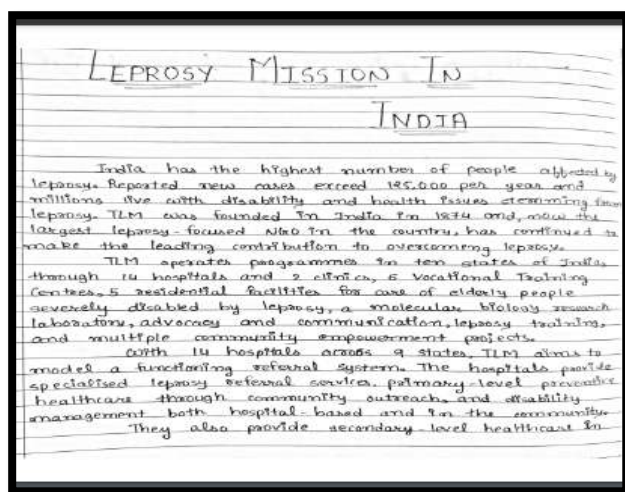 LEPROSY MISSION IN
INDIA
India has the highest number of people affected by
leprosy. Reported new cases exceed 125.000 per year and
millions live with disability and health issues stemming from
leprosy. TLM was founded in India in 1874 and, now the
largest leprosy-focused NGO in the country, has continued to
make the leading contribution to overcoming leprosy.
TLM operates programmes in ten states of India,
through 14 hospitals and 2 clinics, 6 Vocational Training
Centres, 5 residential facilities for care of elderly people
severely disabled by leprosy, a molecular biology research
laboratory, advocacy and communication, leprosy training,
and multiple community empowerment projects.
With 14 hospitals across 9 states, TLM aims to
model a functioning referral system. The hospitals provide
specialised leprosy referral services, primary-level preventive
healthcare through community outreach, and disability
management both hospital-based and in the community.
They also provide secondary-level healthcare in